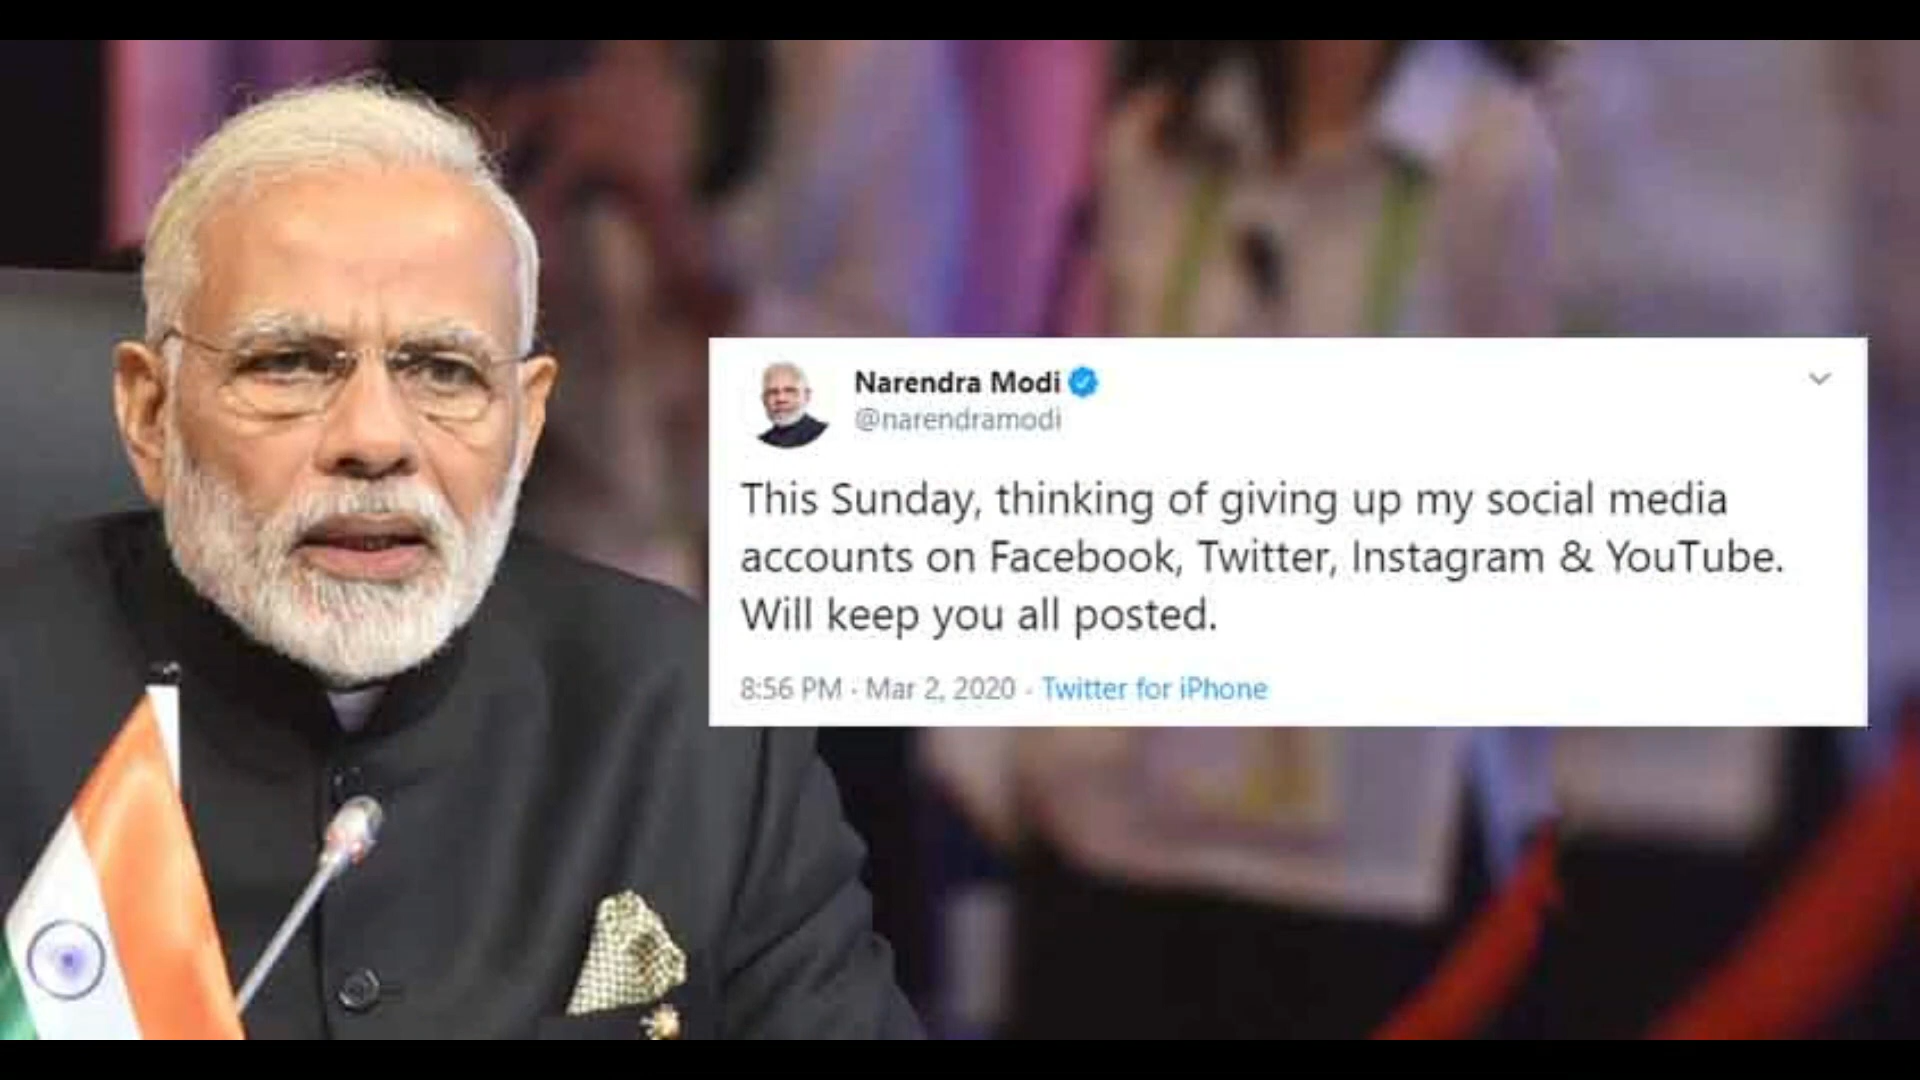 Narendra Modi
@narendramodi
This Sunday, thinking of giving up my social media
accounts on Facebook, Twitter, Instagram & YouTube.
Will keep you all posted.
8:56 PM · Mar 2, 2020 · Twitter for iPhone